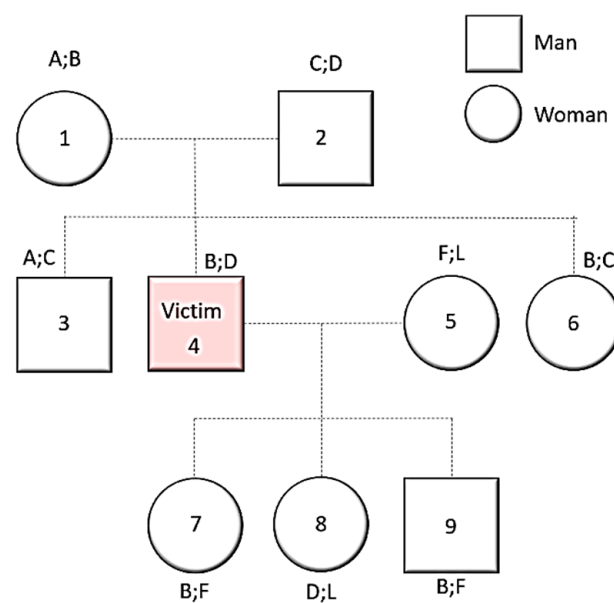 A;B
C;D
Man
1
2
Woman
A;C
B;D
F;L
B;C
3
Victim
4
5
6
7
8
9
B;F
D;L
B;F